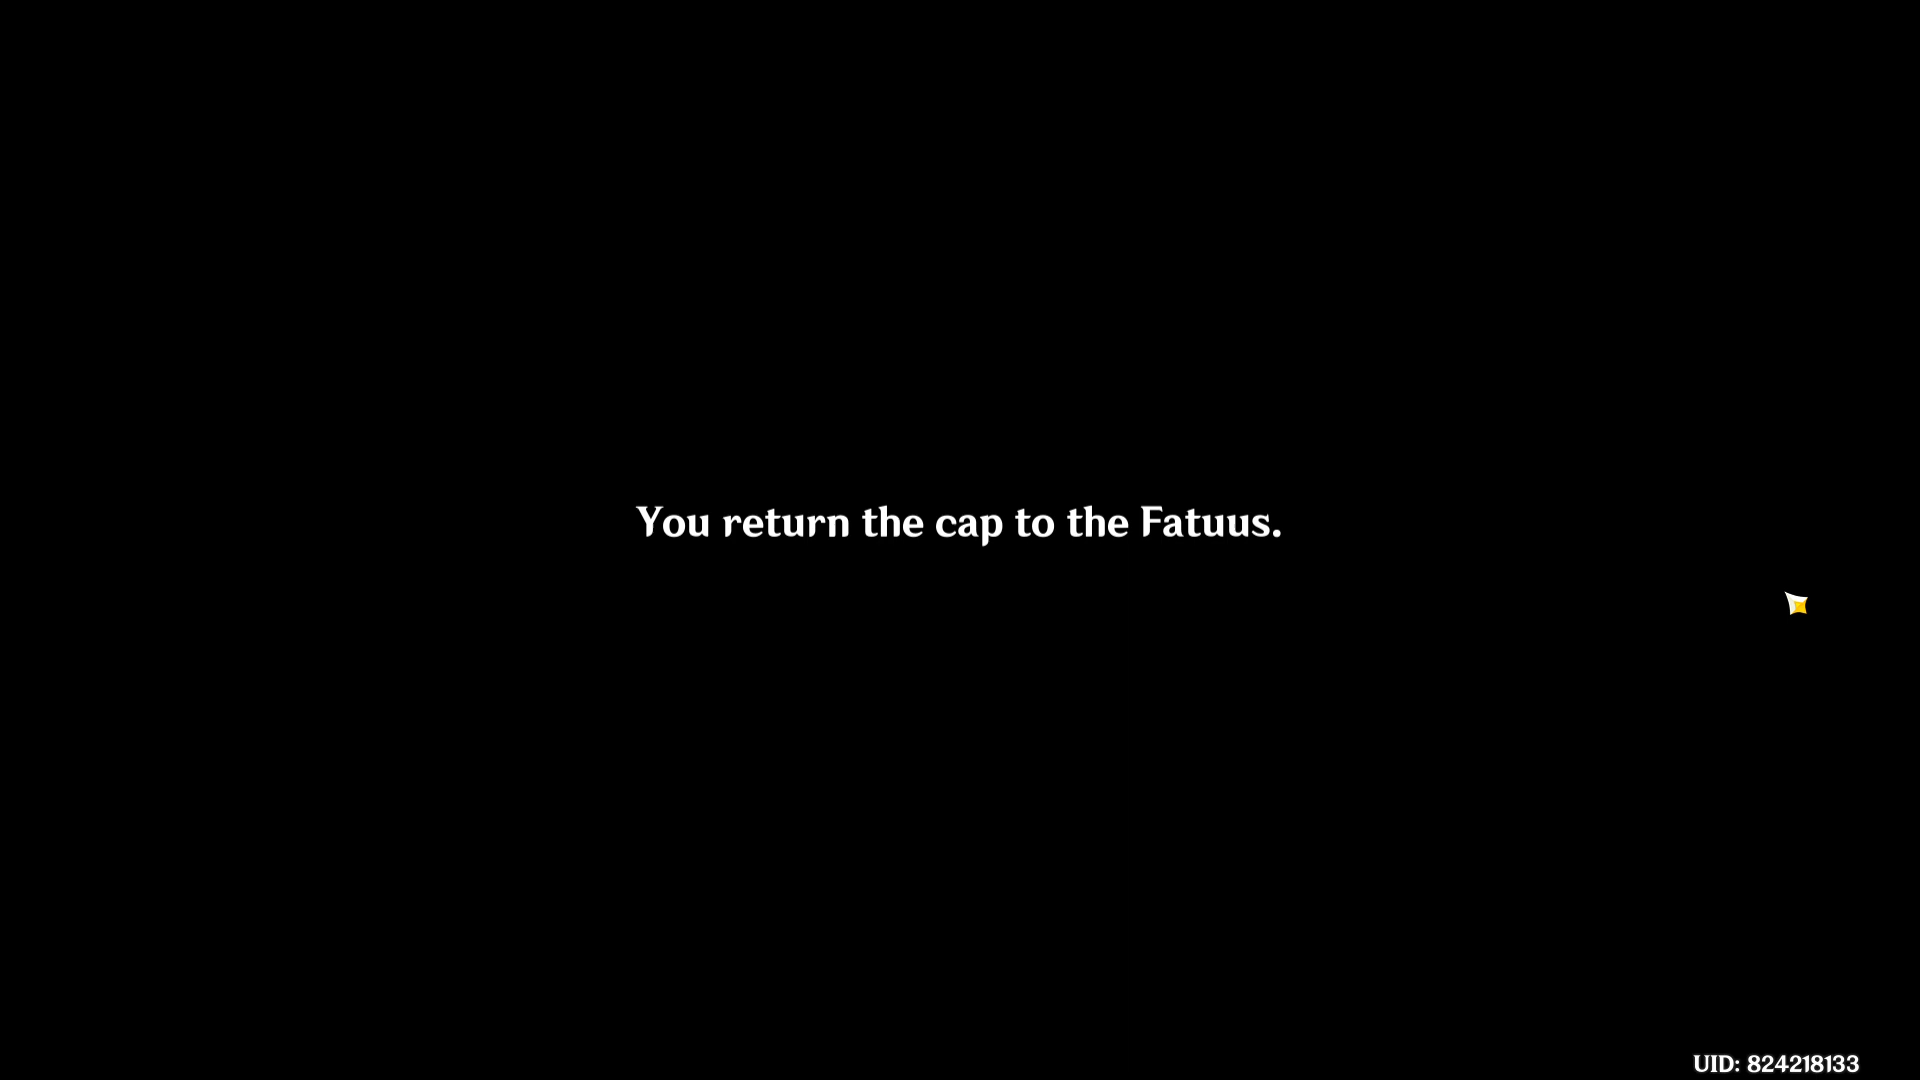 You return the cap to the Fatuus.
UID: 824218133